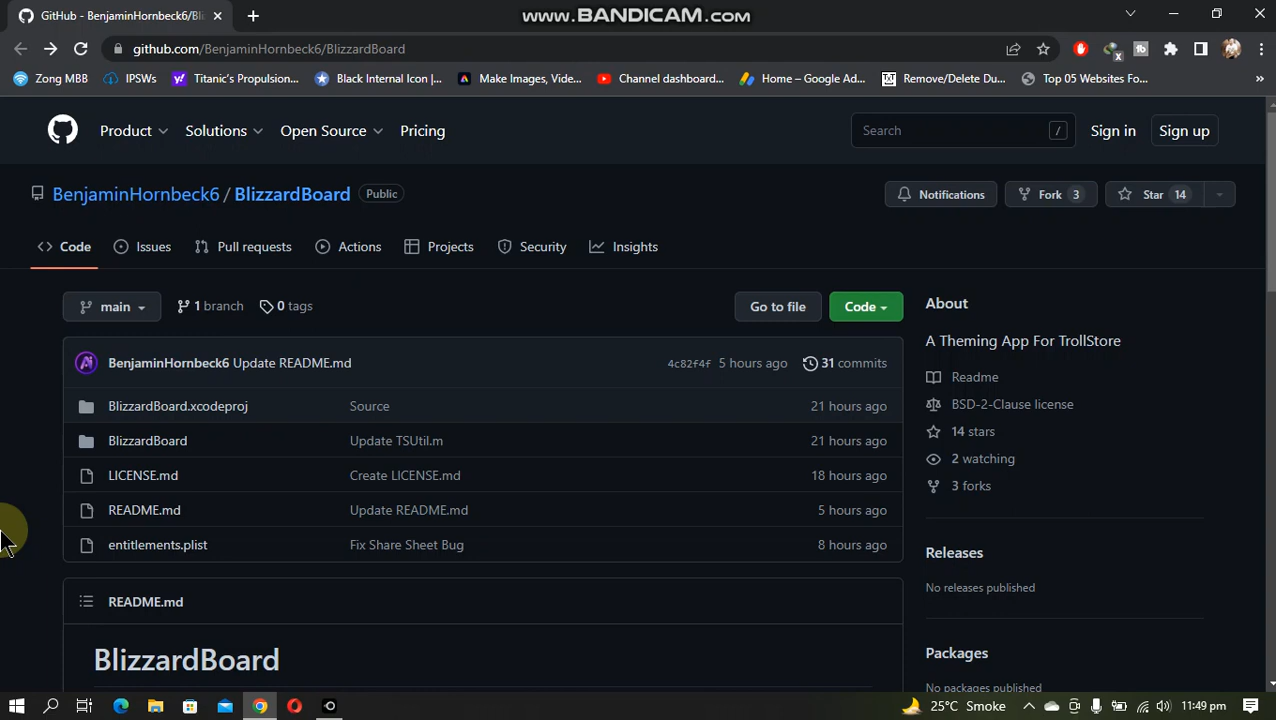 GitHub - BenjaminHornbeck6/Bli
www.BANDICAM.com
github.com/BenjaminHornbeck6/BlizzardBoard
Zong MBB
IPSWs
Titanic's Propulsion...
Black Internal Icon |...
Make Images, Vide...
Channel dashboard...
Home – Google Ad...
Remove/Delete Du...
Top 05 Websites Fo...
»
Product
Solutions
Open Source
Pricing
Search /
Sign in
Sign up
BenjaminHornbeck6 / BlizzardBoard Public
Notifications
Fork 3
Star 14
Code
Issues
Pull requests
Actions
Projects
Security
Insights
main
1 branch
0 tags
Go to file
Code
BenjaminHornbeck6 Update README.md 4c82f4f 5 hours ago 31 commits
BlizzardBoard.xcodeproj Source 21 hours ago
BlizzardBoard Update TSUtil.m 21 hours ago
LICENSE.md Create LICENSE.md 18 hours ago
README.md Update README.md 5 hours ago
entitlements.plist Fix Share Sheet Bug 8 hours ago
README.md
BlizzardBoard
About
A Theming App For TrollStore
Readme
BSD-2-Clause license
14 stars
2 watching
3 forks
Releases
No releases published
Packages
No packages published
25°C Smoke
11:49 pm